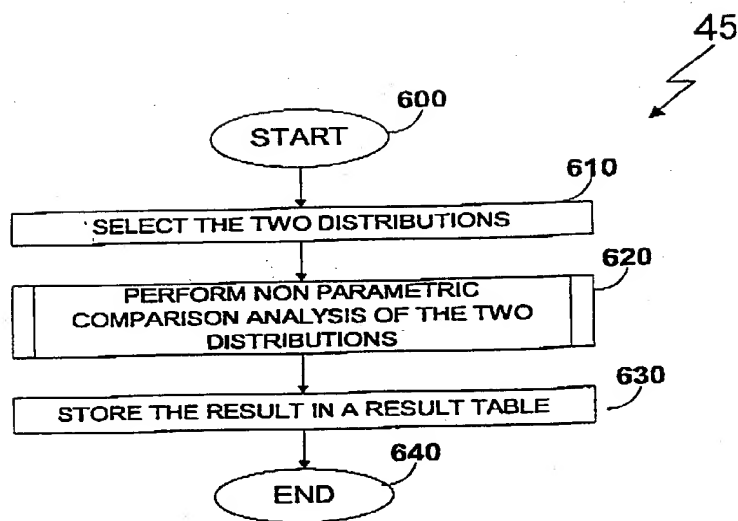 45
600
START
610
SELECT THE TWO DISTRIBUTIONS
620
PERFORM NON PARAMETRIC
COMPARISON ANALYSIS OF THE TWO
DISTRIBUTIONS
630
STORE THE RESULT IN A RESULT TABLE
640
END